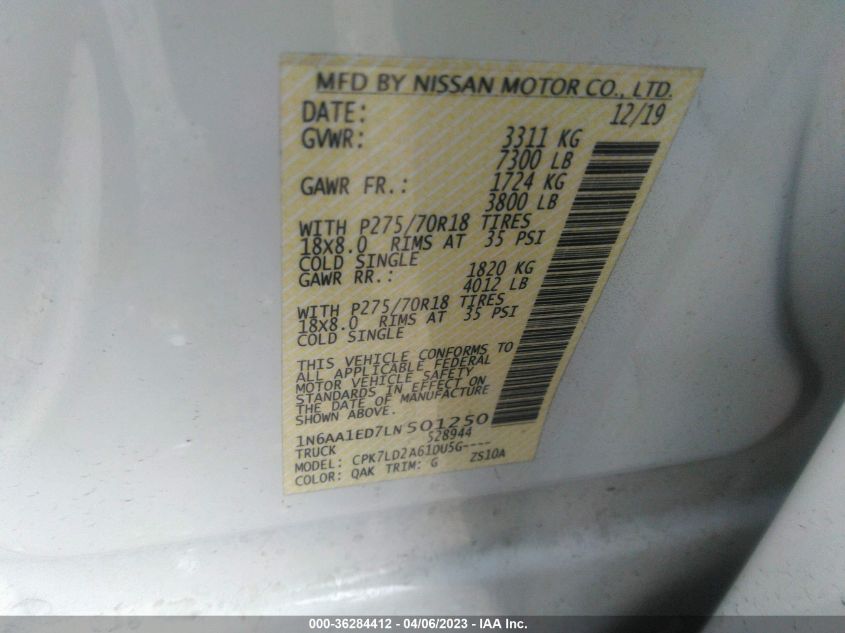 MFD BY NISSAN MOTOR CO., LTD.
DATE: 12/19
GVWR: 3311 KG
7300 LB
GAWR FR.: 1724 KG
3800 LB
WITH P275/70R18 TIRES
18X8.0 RIMS AT 35 PSI
COLD SINGLE
GAWR RR.: 1820 KG
4012 LB
WITH P275/70R18 TIRES
18X8.0 RIMS AT 35 PSI
COLD SINGLE
THIS VEHICLE CONFORMS TO
ALL APPLICABLE FEDERAL
MOTOR VEHICLE SAFETY
STANDARDS IN EFFECT ON
THE DATE OF MANUFACTURE
SHOWN ABOVE.
1N6AA1ED7LN501250
TRUCK 528944
MODEL: CPK7LD2A61DU5G----
COLOR: QAK TRIM: G ZS10A
000-36284412 - 04/06/2023 - IAA Inc.